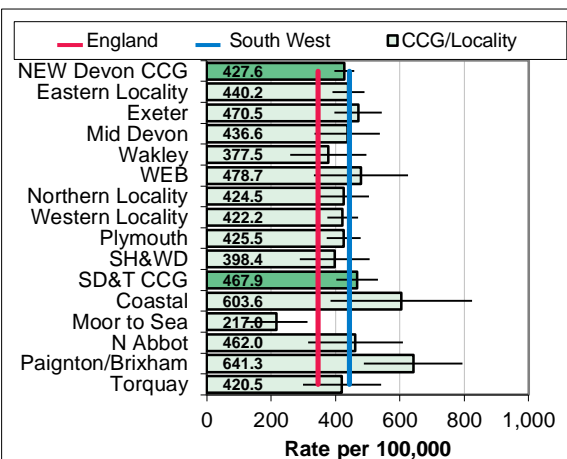 England South West CCG/Locality
NEW Devon CCG 427.6
Eastern Locality 440.2
Exeter 470.5
Mid Devon 436.6
Wakley 377.5
WEB 478.7
Northern Locality 424.5
Western Locality 422.2
Plymouth 425.5
SH&WD 398.4
SD&T CCG 467.9
Coastal 603.6
Moor to Sea 217.0
N Abbot 462.0
Paignton/Brixham 641.3
Torquay 420.5
0 200 400 600 800 1,000
Rate per 100,000